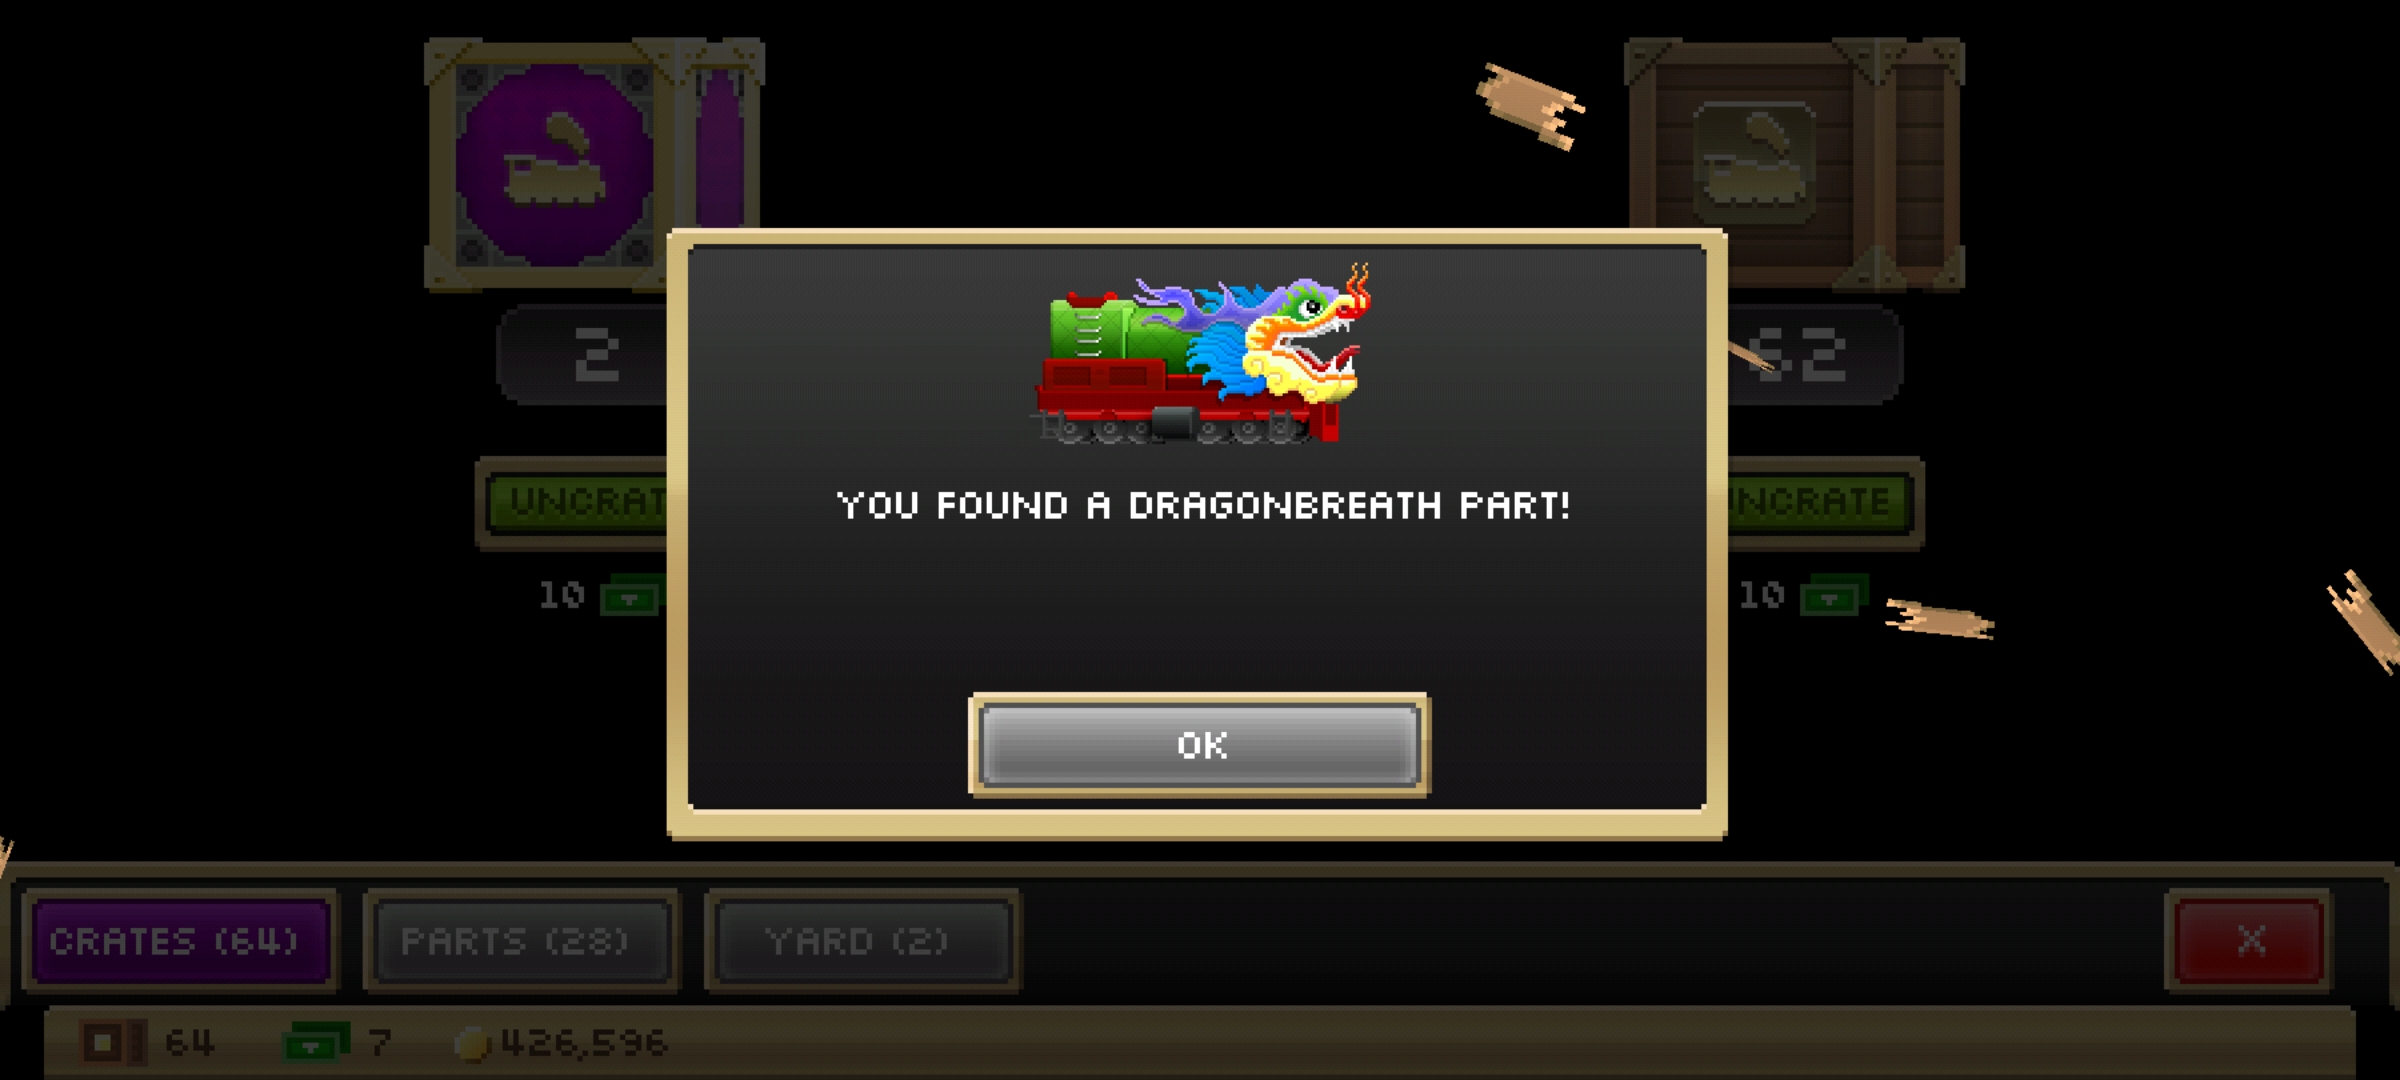 2
62
YOU FOUND A DRAGONBREATH PART!
UNCRAT
NCRATE
10
10
OK
CRATES (64)
PARTS (28)
YARD (2)
X
64
7
426,596